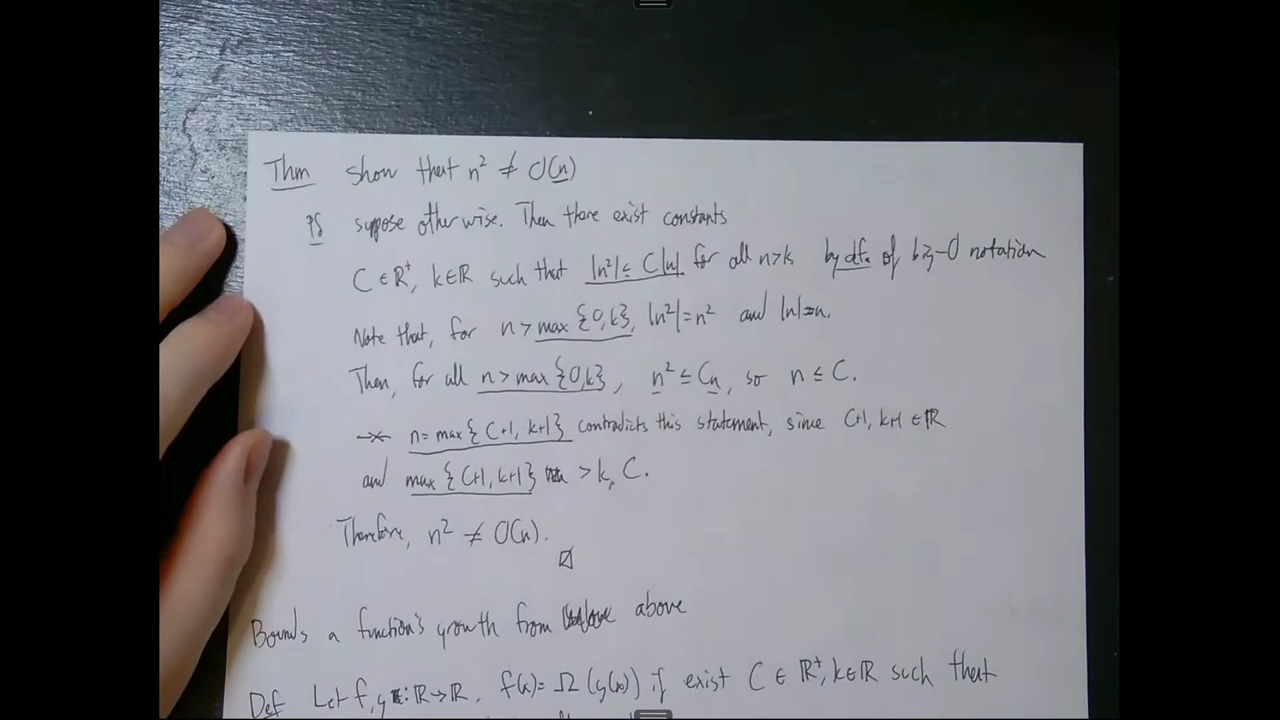 Thm show that n² ≠ O(n)
Pf suppose otherwise. Then there exist constants
C ∈ ℝ⁺, k∈ℝ such that |n²| ≤ C|n| for all n>k by dfn of big-O notation
Note that, for n > max {0,k}, |n²|=n² and |n|=n.
Then, for all n > max {0,k}, n² ≤ Cn, so n ≤ C.
n = max{C+1, k+1} contradicts this statement, since C+1, k+1 ∈ ℝ
and max {C+1, k+1} > k, C.
Therefore, n² ≠ O(n).
Bounds a function's growth from above
Def Let f,g: ℝ→ℝ. f(x) = Ω(g(x)) if exist C ∈ ℝ⁺, k∈ℝ such that